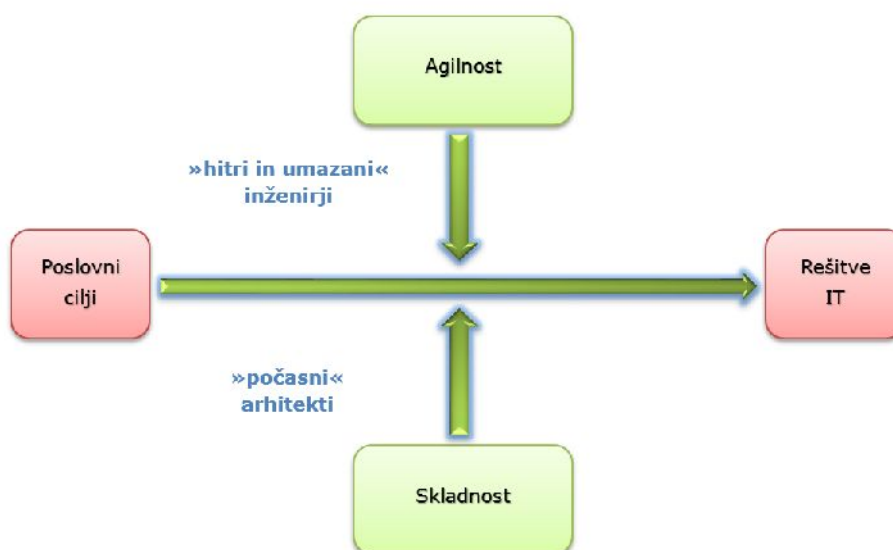 Agilnost
»hitri in umazani«
inženirji
Poslovni
cilji
Rešitve
IT
»počasni«
arhitekti
Skladnost